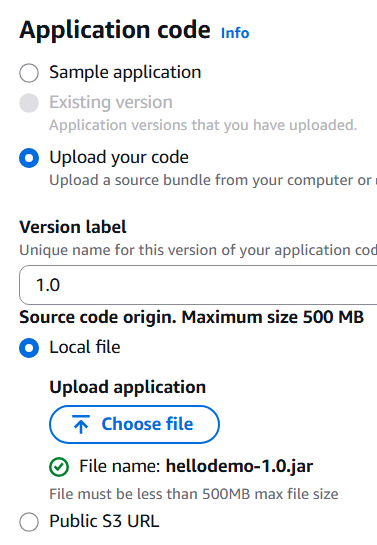 Application code Info
Sample application
Existing version
Application versions that you have uploaded.
Upload your code
Upload a source bundle from your computer or
Version label
Unique name for this version of your application cod
1.0
Source code origin. Maximum size 500 MB
Local file
Upload application
Choose file
File name: hellodemo-1.0.jar
File must be less than 500MB max file size
Public S3 URL